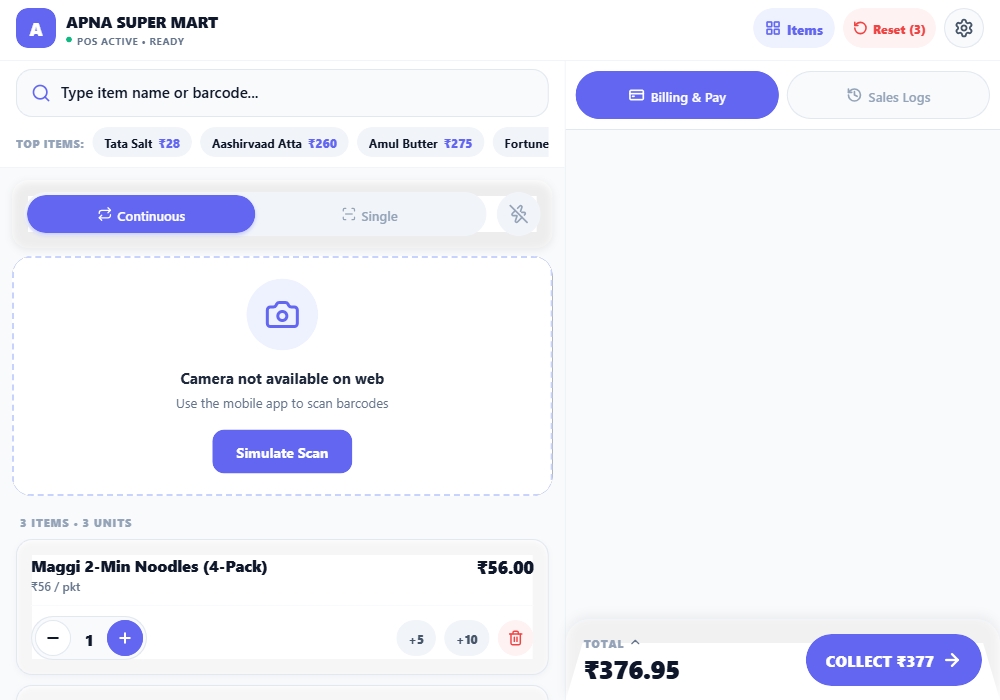 A
APNA SUPER MART
POS ACTIVE • READY
Items
Reset (3)
Type item name or barcode...
TOP ITEMS:
Tata Salt ₹28
Aashirvaad Atta ₹260
Amul Butter ₹275
Fortune
Billing & Pay
Sales Logs
Continuous
Single
Camera not available on web
Use the mobile app to scan barcodes
Simulate Scan
3 ITEMS • 3 UNITS
Maggi 2-Min Noodles (4-Pack)
₹56.00
₹56 / pkt
1
+5
+10
TOTAL
₹376.95
COLLECT ₹377